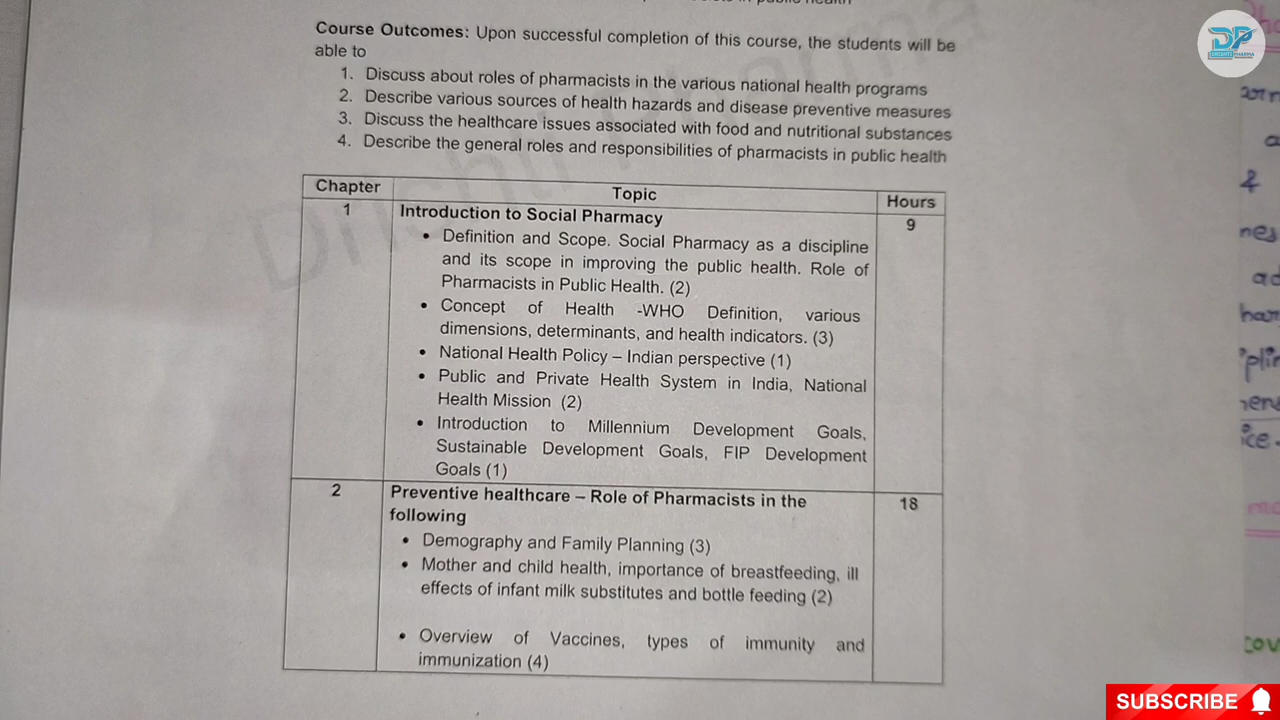 Course Outcomes: Upon successful completion of this course, the students will be
able to
1. Discuss about roles of pharmacists in the various national health programs
2. Describe various sources of health hazards and disease preventive measures
3. Discuss the healthcare issues associated with food and nutritional substances
4. Describe the general roles and responsibilities of pharmacists in public health
Chapter Topic Hours
1 Introduction to Social Pharmacy 9
• Definition and Scope. Social Pharmacy as a discipline
and its scope in improving the public health. Role of
Pharmacists in Public Health. (2)
• Concept of Health -WHO Definition, various
dimensions, determinants, and health indicators. (3)
• National Health Policy – Indian perspective (1)
• Public and Private Health System in India, National
Health Mission (2)
• Introduction to Millennium Development Goals,
Sustainable Development Goals, FIP Development
Goals (1)
2 Preventive healthcare – Role of Pharmacists in the 18
following
• Demography and Family Planning (3)
• Mother and child health, importance of breastfeeding, ill
effects of infant milk substitutes and bottle feeding (2)
• Overview of Vaccines, types of immunity and
immunization (4)
Drishti Pharma
DP
DRISHTI PHARMA
SUBSCRIBE